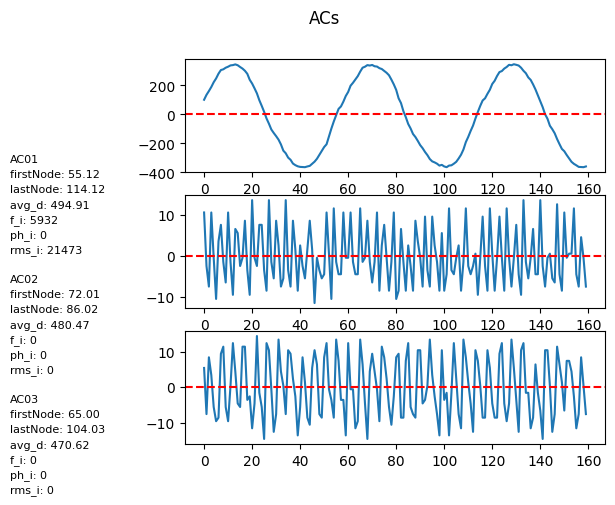 ACs
200
0
−200
−400
0 20 40 60 80 100 120 140 160
10
0
−10
0 20 40 60 80 100 120 140 160
10
0
−10
0 20 40 60 80 100 120 140 160
AC01
firstNode: 55.12
lastNode: 114.12
avg_d: 494.91
f_i: 5932
ph_i: 0
rms_i: 21473
AC02
firstNode: 72.01
lastNode: 86.02
avg_d: 480.47
f_i: 0
ph_i: 0
rms_i: 0
AC03
firstNode: 65.00
lastNode: 104.03
avg_d: 470.62
f_i: 0
ph_i: 0
rms_i: 0